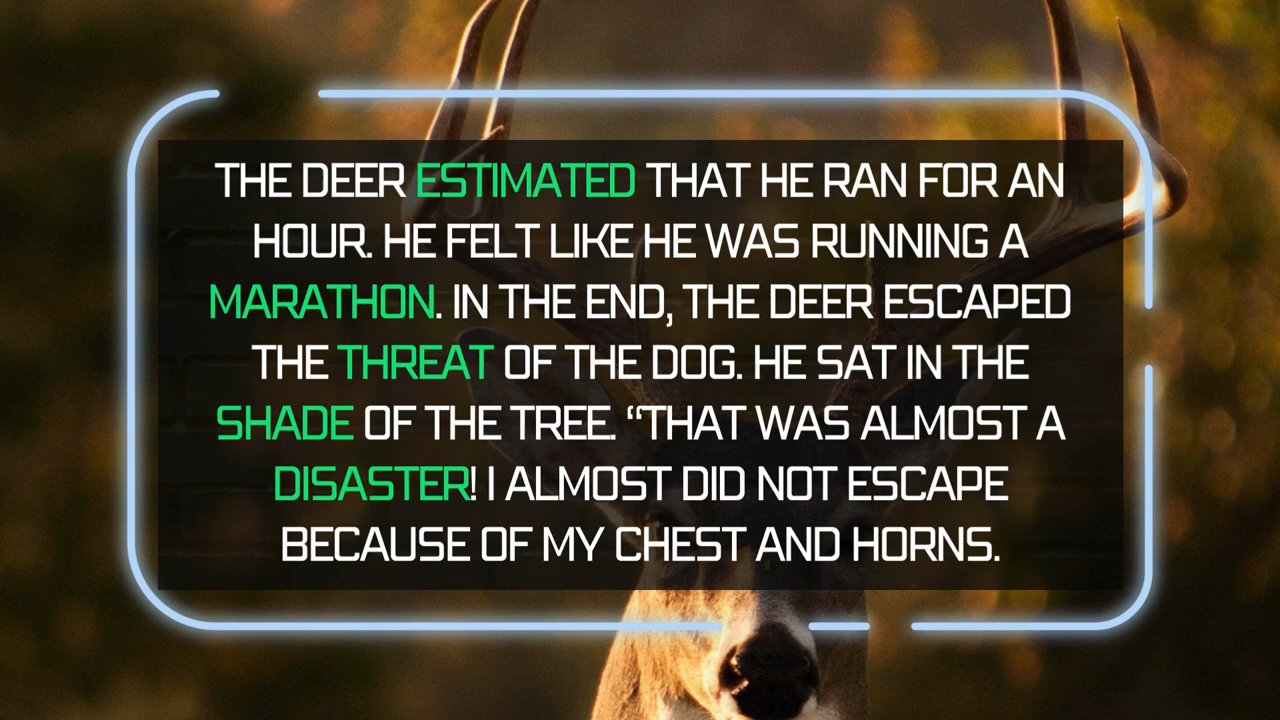 THE DEER ESTIMATED THAT HE RAN FOR AN
HOUR. HE FELT LIKE HE WAS RUNNING A
MARATHON. IN THE END, THE DEER ESCAPED
THE THREAT OF THE DOG. HE SAT IN THE
SHADE OF THE TREE. “THAT WAS ALMOST A
DISASTER! I ALMOST DID NOT ESCAPE
BECAUSE OF MY CHEST AND HORNS.